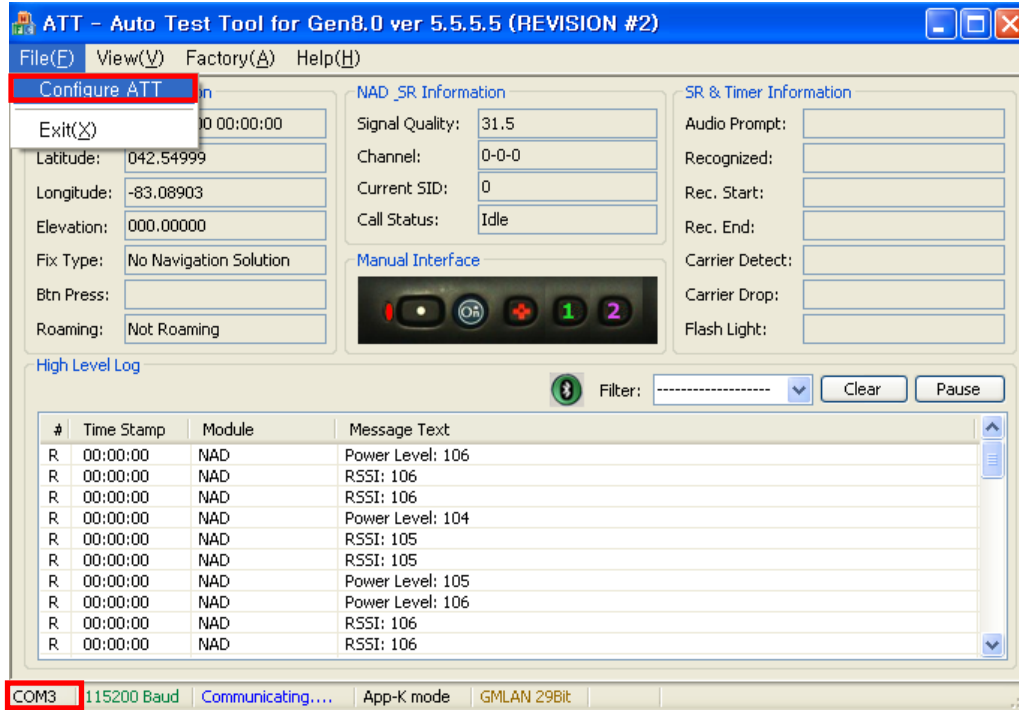 ATT - Auto Test Tool for Gen8.0 ver 5.5.5.5 (REVISION #2)
File(F) View(V) Factory(A) Help(H)
Configure ATT
Exit(X)
00 00:00:00
Latitude: 042.54999
Longitude: -83.08903
Elevation: 000.00000
Fix Type: No Navigation Solution
Btn Press:
Roaming: Not Roaming
NAD_SR Information
Signal Quality: 31.5
Channel: 0-0-0
Current SID: 0
Call Status: Idle
Manual Interface
On 1 2
SR & Timer Information
Audio Prompt:
Recognized:
Rec. Start:
Rec. End:
Carrier Detect:
Carrier Drop:
Flash Light:
High Level Log
Filter: ------------------- Clear Pause
# Time Stamp Module Message Text
R 00:00:00 NAD Power Level: 106
R 00:00:00 NAD RSSI: 106
R 00:00:00 NAD RSSI: 106
R 00:00:00 NAD Power Level: 104
R 00:00:00 NAD RSSI: 105
R 00:00:00 NAD RSSI: 105
R 00:00:00 NAD Power Level: 105
R 00:00:00 NAD Power Level: 106
R 00:00:00 NAD RSSI: 106
R 00:00:00 NAD RSSI: 106
COM3 115200 Baud Communicating.... App-K mode GMLAN 29Bit